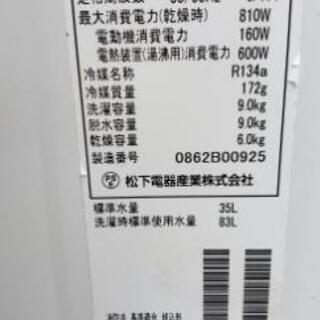 最大消費電力(乾燥時) 810W
電動機消費電力 160W
電熱装置(湯沸用)消費電力 600W
冷媒名称 R134a
冷媒質量 172g
洗濯容量 9.0kg
脱水容量 9.0kg
乾燥容量 6.0kg
製造番号 0862B00925
松下電器産業株式会社
標準水量 35L
洗濯時標準使用水量 83L